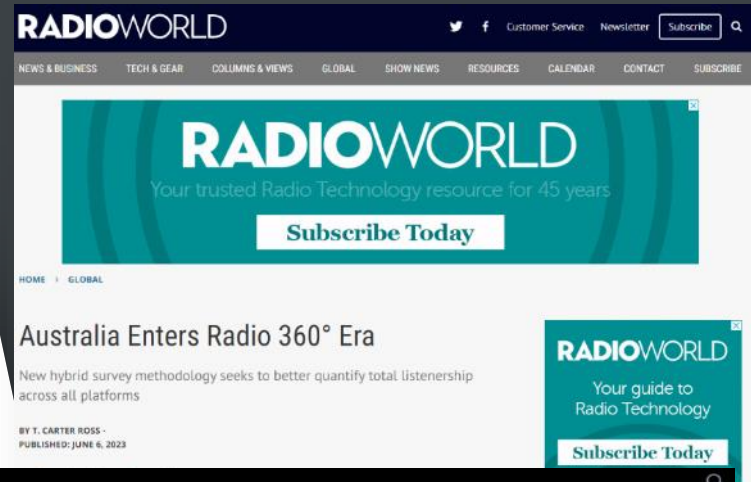 RADIOWORLD
Customer Service Newsletter Subscribe
NEWS & BUSINESS TECH & GEAR COLUMNS & VIEWS GLOBAL SHOW NEWS RESOURCES CALENDAR CONTACT SUBSCRIBE
RADIOWORLD
Your trusted Radio Technology resource for 45 years
Subscribe Today
HOME > GLOBAL
Australia Enters Radio 360° Era
New hybrid survey methodology seeks to better quantify total listenership
across all platforms
BY T. CARTER ROSS -
PUBLISHED: JUNE 6, 2023
RADIOWORLD
Your guide to
Radio Technology
Subscribe Today